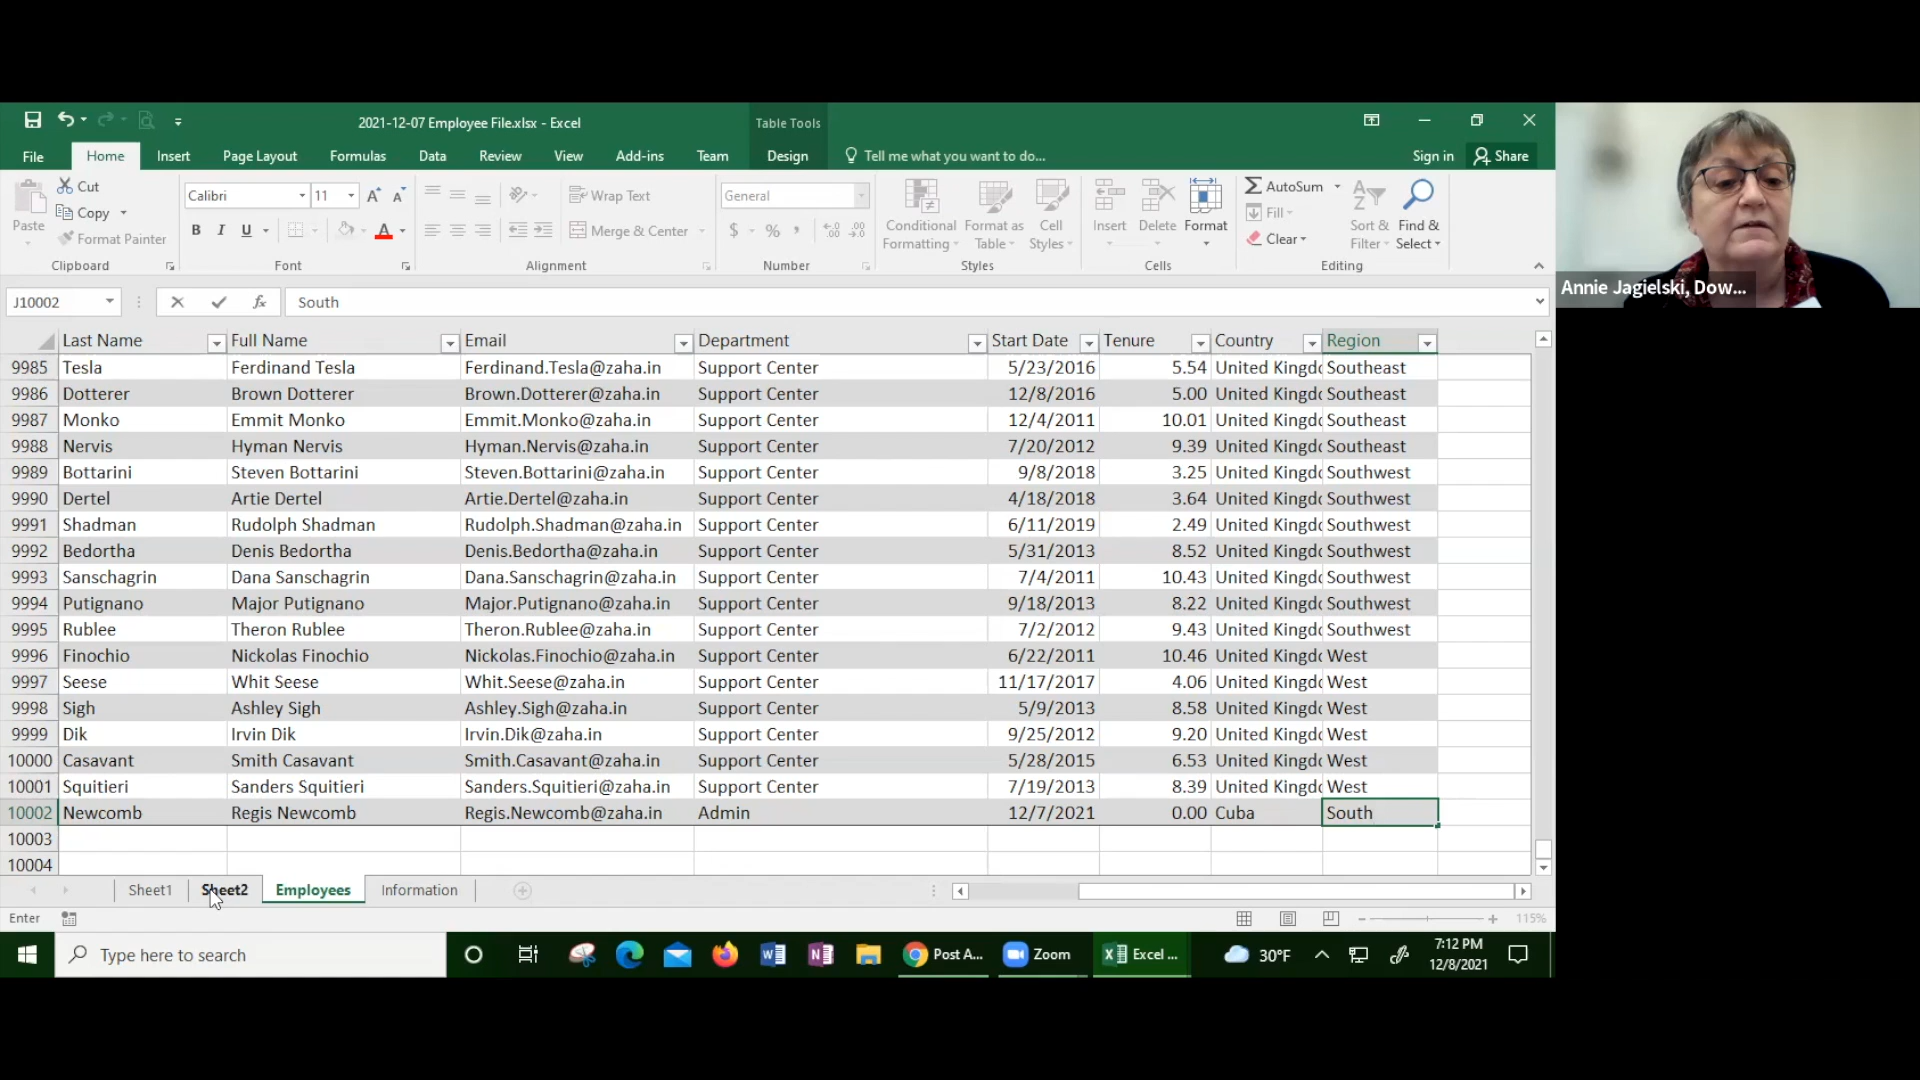 2021-12-07 Employee File.xlsx - Excel
Table Tools
File Home Insert Page Layout Formulas Data Review View Add-ins Team Design Tell me what you want to do... Sign in Share
Paste Cut Copy Format Painter Clipboard
Calibri 11 B I U A Font
Wrap Text Merge & Center Alignment
General $ % , Number
Conditional Formatting Format as Table Cell Styles Styles
Insert Delete Format Cells
AutoSum Fill Clear Sort & Filter Find & Select Editing
Annie Jagielski, Dow...
J10002 fx South
Last Name Full Name Email Department Start Date Tenure Country Region
9985 Tesla Ferdinand Tesla Ferdinand.Tesla@zaha.in Support Center 5/23/2016 5.54 United Kingdo Southeast
9986 Dotterer Brown Dotterer Brown.Dotterer@zaha.in Support Center 12/8/2016 5.00 United Kingdo Southeast
9987 Monko Emmit Monko Emmit.Monko@zaha.in Support Center 12/4/2011 10.01 United Kingdo Southeast
9988 Nervis Hyman Nervis Hyman.Nervis@zaha.in Support Center 7/20/2012 9.39 United Kingdo Southeast
9989 Bottarini Steven Bottarini Steven.Bottarini@zaha.in Support Center 9/8/2018 3.25 United Kingdo Southwest
9990 Dertel Artie Dertel Artie.Dertel@zaha.in Support Center 4/18/2018 3.64 United Kingdo Southwest
9991 Shadman Rudolph Shadman Rudolph.Shadman@zaha.in Support Center 6/11/2019 2.49 United Kingdo Southwest
9992 Bedortha Denis Bedortha Denis.Bedortha@zaha.in Support Center 5/31/2013 8.52 United Kingdo Southwest
9993 Sanschagrin Dana Sanschagrin Dana.Sanschagrin@zaha.in Support Center 7/4/2011 10.43 United Kingdo Southwest
9994 Putignano Major Putignano Major.Putignano@zaha.in Support Center 9/18/2013 8.22 United Kingdo Southwest
9995 Rublee Theron Rublee Theron.Rublee@zaha.in Support Center 7/2/2012 9.43 United Kingdo Southwest
9996 Finochio Nickolas Finochio Nickolas.Finochio@zaha.in Support Center 6/22/2011 10.46 United Kingdo West
9997 Seese Whit Seese Whit.Seese@zaha.in Support Center 11/17/2017 4.06 United Kingdo West
9998 Sigh Ashley Sigh Ashley.Sigh@zaha.in Support Center 5/9/2013 8.58 United Kingdo West
9999 Dik Irvin Dik Irvin.Dik@zaha.in Support Center 9/25/2012 9.20 United Kingdo West
10000 Casavant Smith Casavant Smith.Casavant@zaha.in Support Center 5/28/2015 6.53 United Kingdo West
10001 Squitieri Sanders Squitieri Sanders.Squitieri@zaha.in Support Center 7/19/2013 8.39 United Kingdo West
10002 Newcomb Regis Newcomb Regis.Newcomb@zaha.in Admin 12/7/2021 0.00 Cuba South
10003
10004
Sheet1 Sheet2 Employees Information
Enter 115%
Type here to search Post A... Zoom Excel ... 30°F 7:12 PM
12/8/2021